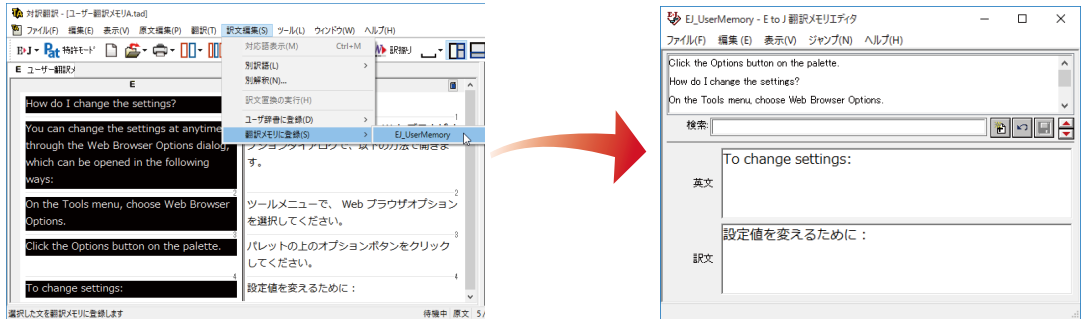 対訳翻訳 - [ユーザー翻訳メモリA.tad]
ファイル(F) 編集(E) 表示(V) 原文編集(P) 翻訳(T) 訳文編集(S) ツール(L) ウィンドウ(W) ヘルプ(H)
Pat 特許モード
対応語表示(M) Ctrl+M
別訳語(L) >
別解釈(N)...
訳文置換の実行(H)
ユーザ辞書に登録(D) >
翻訳メモリに登録(S) > EJ_UserMemory
E ユーザー翻訳メ
E
How do I change the settings?
1
You can change the settings at anytime
through the Web Browser Options dialog,
which can be opened in the following
ways:
プションダイアログで、以下の方法で開きま
す。
2
2
On the Tools menu, choose Web Browser
Options.
ツールメニューで、 Web ブラウザオプション
を選択してください。
3
3
Click the Options button on the palette.
パレットの上のオプションボタンをクリック
してください。
4
4
To change settings:
設定値を変えるために：
選択した文を翻訳メモリに登録します
待機中 原文 5/
EJ_UserMemory - E to J 翻訳メモリエディタ
ファイル(F) 編集(E) 表示(V) ジャンプ(N) ヘルプ(H)
Click the Options button on the palette.
How do I change the settings?
On the Tools menu, choose Web Browser Options.
検索:
英文
To change settings:
訳文
設定値を変えるために：